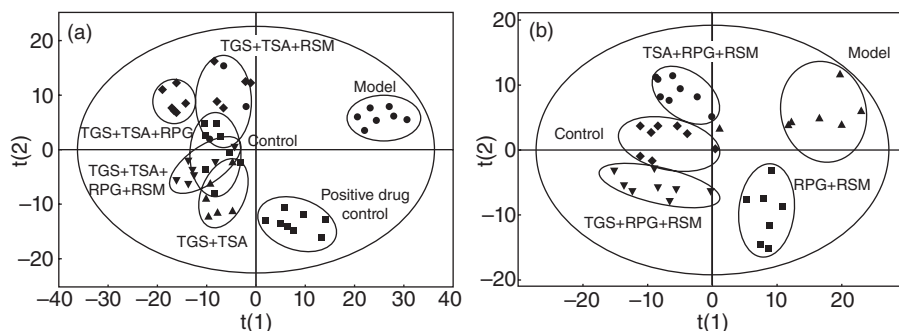 (a)
TGS+TSA+RSM
Model
TGS+TSA+RPG
Control
TGS+TSA+
RPG+RSM
Positive drug
control
TGS+TSA
t(2)
20
10
0
−10
−20
−40
−30
−20
−10
0
10
20
30
40
t(1)
(b)
TSA+RPG+RSM
Model
Control
RPG+RSM
TGS+RPG+RSM
t(2)
20
10
0
−10
−20
−20
−10
0
10
20
t(1)